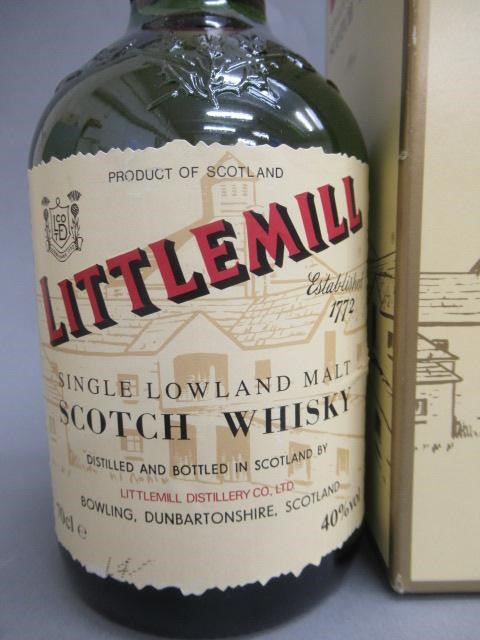 PRODUCT OF SCOTLAND
LITTLEMILL
Established
1772
SINGLE LOWLAND MALT
SCOTCH WHISKY
DISTILLED AND BOTTLED IN SCOTLAND BY
LITTLEMILL DISTILLERY CO. LTD.
BOWLING, DUNBARTONSHIRE, SCOTLAND
70cl e 40%vol